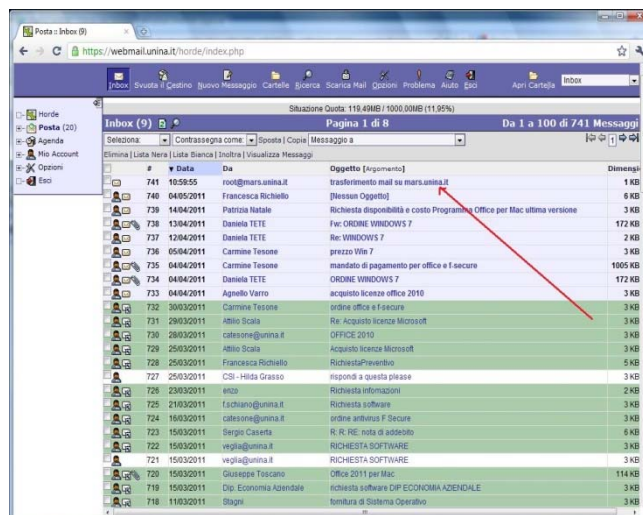 Posta :: Inbox (9)
https://webmail.unina.it/horde/index.php
Inbox Svuota il Cestino Nuovo Messaggio Cartelle Ricerca Scarica Mail Opzioni Problema Aiuto Esci Apri Cartella Inbox
Horde
Posta (20)
Agenda
Mio Account
Opzioni
Esci
Situazione Quota: 119,49MB / 1000,00MB (11,95%)
Inbox (9) Pagina 1 di 8 Da 1 a 100 di 741 Messaggi
Seleziona: Contrassegna come: Sposta | Copia Messaggio a 1
Elimina | Lista Nera | Lista Bianca | Inoltra | Visualizza Messaggi
# Data Da Oggetto [Argomento] Dimensio
741 10:59:55 root@mars.unina.it trasferimento mail su mars.unina.it 1 KB
740 04/05/2011 Francesca Richiello [Nessun Oggetto] 6 KB
739 14/04/2011 Patrizia Natale Richiesta disponibilità e costo Programma Office per Mac ultima versione 3 KB
738 13/04/2011 Daniela TETE Fw: ORDINE WINDOWS 7 172 KB
737 12/04/2011 Daniela TETE Re: WINDOWS 7 2 KB
736 05/04/2011 Carmine Tesone prezzo Win 7 3 KB
735 04/04/2011 Carmine Tesone mandato di pagamento per office e f-secure 1005 KB
734 04/04/2011 Daniela TETE ORDINE WINDOWS 7 172 KB
733 04/04/2011 Agnello Varro acquisto licenze office 2010 3 KB
732 30/03/2011 Carmine Tesone ordine office e f-secure 3 KB
731 29/03/2011 Attilio Scala Re: Acquisto licenze Microsoft 3 KB
730 28/03/2011 catesone@unina.it OFFICE 2010 3 KB
729 25/03/2011 Attilio Scala Acquisto licenze Microsoft 3 KB
728 25/03/2011 Francesca Richiello RichiestaPreventivo 5 KB
727 25/03/2011 CSI - Hilda Grasso rispondi a questa please 3 KB
726 23/03/2011 enzo Richiesta infomazioni 2 KB
725 21/03/2011 f.schiano@unina.it Richiesta software 3 KB
724 16/03/2011 catesone@unina.it ordine antivirus F Secure 3 KB
723 15/03/2011 Sergio Caserta R: R: RE: nota di addebito 6 KB
722 15/03/2011 veglia@unina.it RICHIESTA SOFTWARE 3 KB
721 15/03/2011 veglia@unina.it RICHIESTA SOFTWARE 3 KB
720 15/03/2011 Giuseppe Toscano Office 2011 per Mac 114 KB
719 15/03/2011 Dip. Economia Aziendale richiesta software DIP ECONOMIA AZIENDALE 3 KB
718 11/03/2011 Stagni fornitura di Sistema Operativo 3 KB